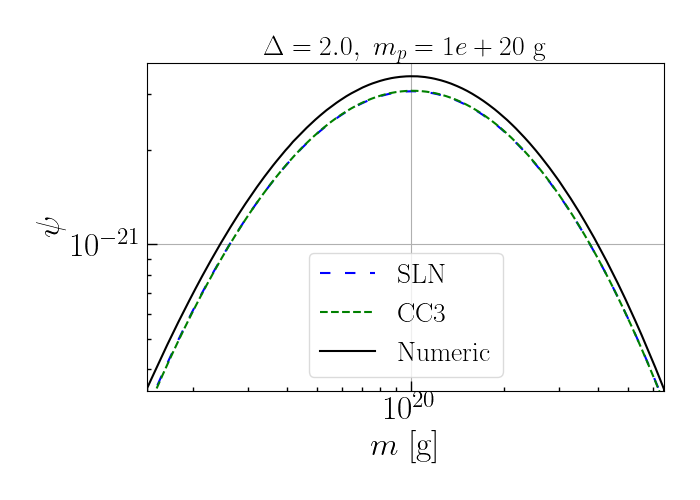 Δ = 2.0, m_p = 1e + 20 g
ψ
10^{−21}
SLN
CC3
Numeric
10^{20}
m [g]